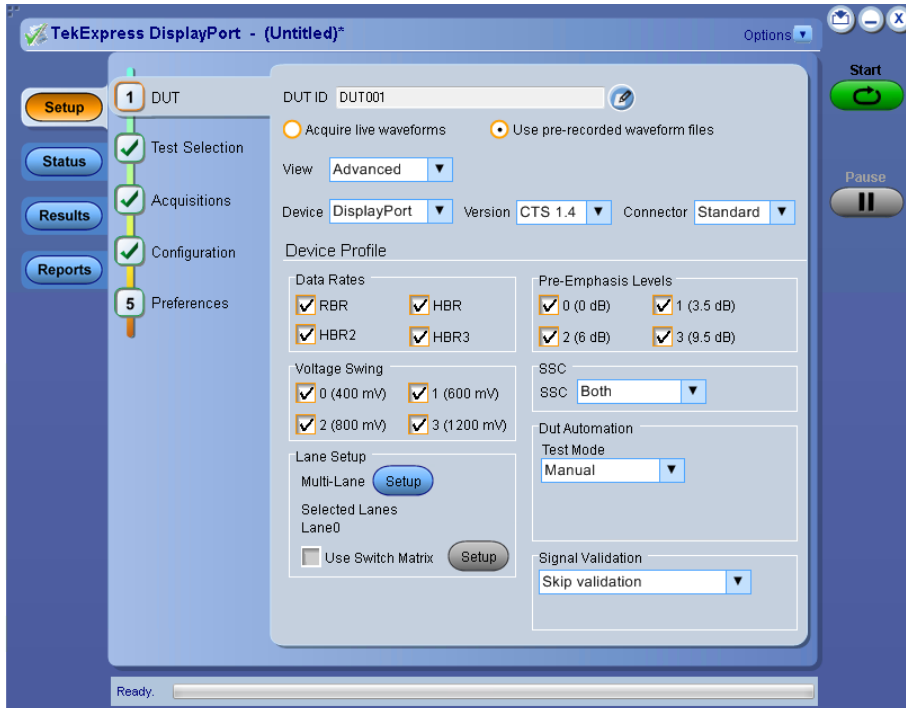 TekExpress DisplayPort - (Untitled)*
Options
Start
Pause
Setup
Status
Results
Reports
1 DUT
Test Selection
Acquisitions
Configuration
5 Preferences
DUT ID DUT001
Acquire live waveforms Use pre-recorded waveform files
View Advanced
Device DisplayPort Version CTS 1.4 Connector Standard
Device Profile
Data Rates
RBR HBR
HBR2 HBR3
Pre-Emphasis Levels
0 (0 dB) 1 (3.5 dB)
2 (6 dB) 3 (9.5 dB)
Voltage Swing
0 (400 mV) 1 (600 mV)
2 (800 mV) 3 (1200 mV)
SSC
SSC Both
Lane Setup
Multi-Lane Setup
Selected Lanes
Lane0
Use Switch Matrix Setup
Dut Automation
Test Mode
Manual
Signal Validation
Skip validation
Ready.